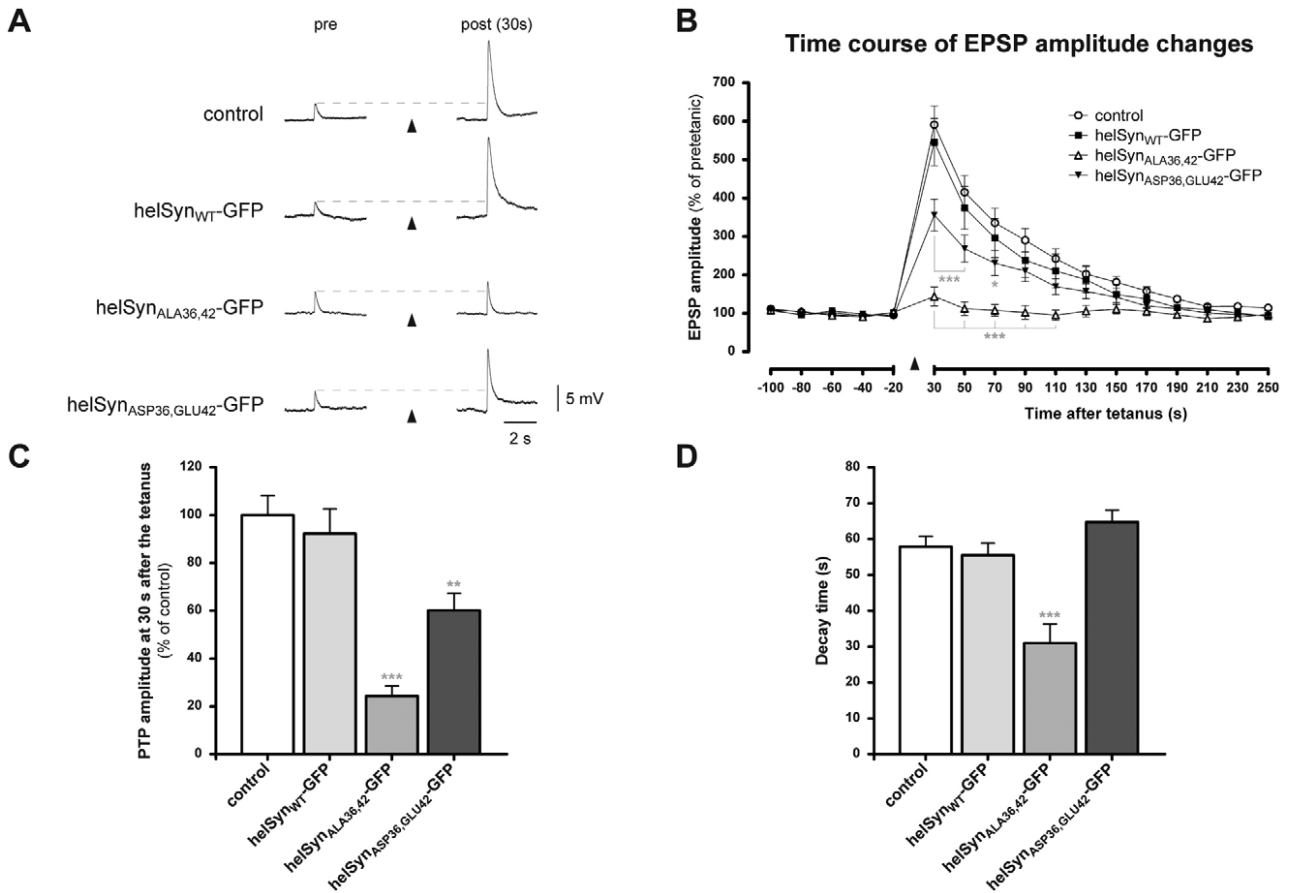 A
pre
post (30s)
control
helSynWT-GFP
helSynALA36,42-GFP
helSynASP36,GLU42-GFP
5 mV
2 s
B
Time course of EPSP amplitude changes
EPSP amplitude (% of pretetanic)
700
600
500
400
300
200
100
0
control
helSynWT-GFP
helSynALA36,42-GFP
helSynASP36,GLU42-GFP
***
*
***
-100 -80 -60 -40 -20 30 50 70 90 110 130 150 170 190 210 230 250
Time after tetanus (s)
C
PTP amplitude at 30 s after the tetanus
(% of control)
120
100
80
60
40
20
0
***
**
control
helSynWT-GFP
helSynALA36,42-GFP
helSynASP36,GLU42-GFP
D
Decay time (s)
80
70
60
50
40
30
20
10
0
***
control
helSynWT-GFP
helSynALA36,42-GFP
helSynASP36,GLU42-GFP